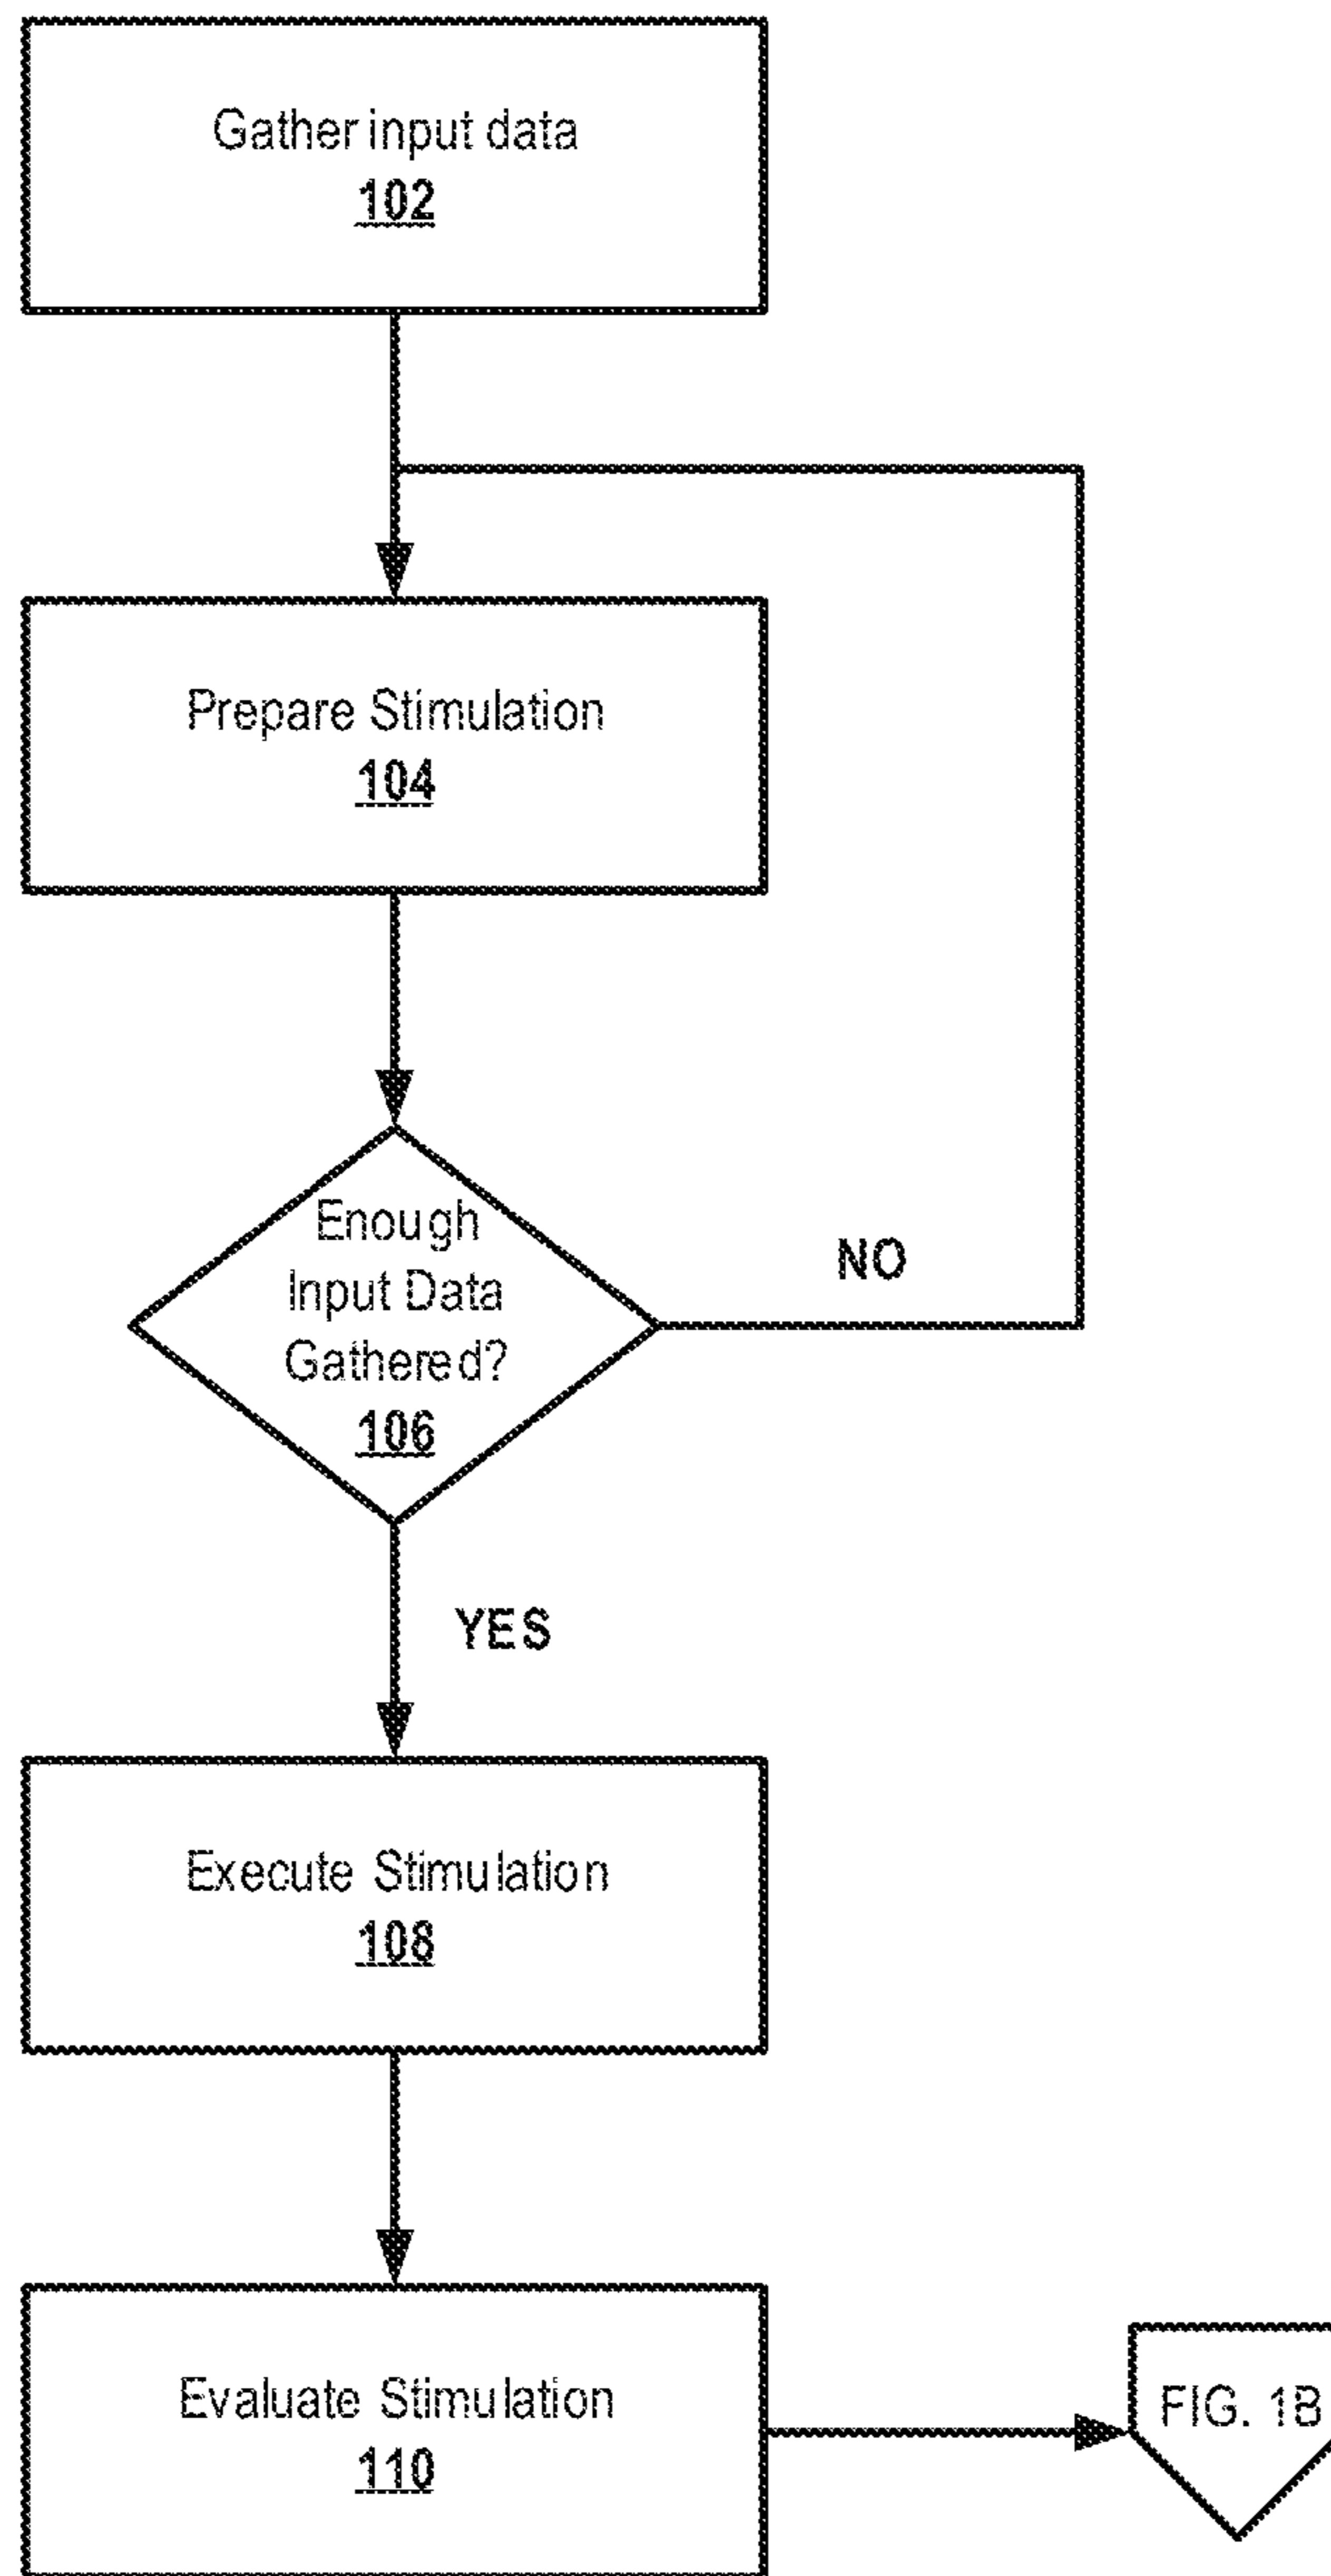 Gather input data
102
Prepare Stimulation
104
Enough
Input Data
Gathered?
106
NO
YES
Execute Stimulation
108
Evaluate Stimulation
110
FIG. 1B